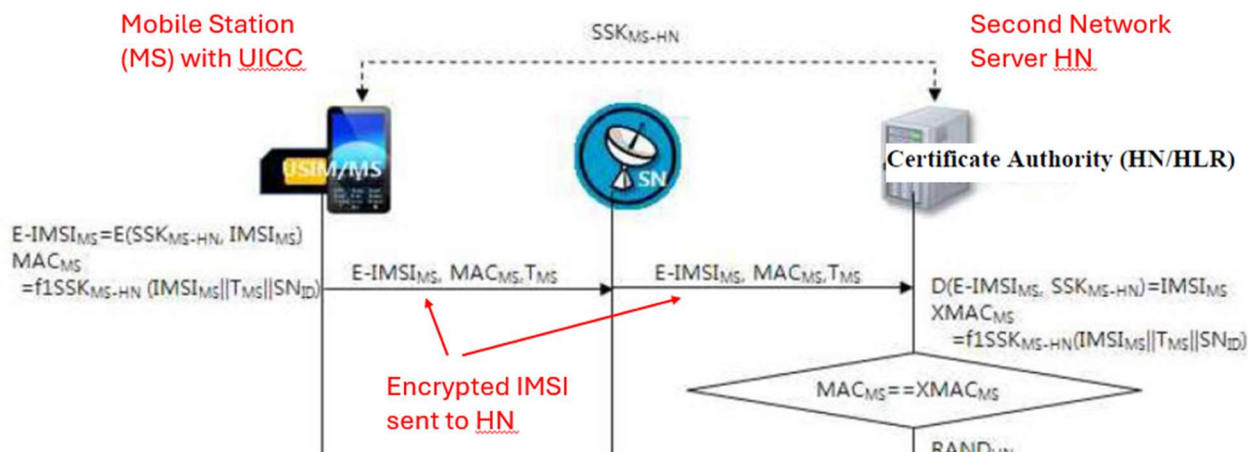 Mobile Station
(MS) with UICC
SSKMS-HN
Second Network
Server HN
USIM/MS
SN
Certificate Authority (HN/HLR)
E-IMSIMS=E(SSKMS-HN, IMSIMS)
MACMS
=f1SSKMS-HN (IMSIMS||TMS||SNID)
E-IMSIMS, MACMS,TMS
E-IMSIMS, MACMS,TMS
D(E-IMSIMS, SSKMS-HN)=IMSIMS
XMACMS
=f1SSKMS-HN(IMSIMS||TMS||SNID)
Encrypted IMSI
sent to HN
MACMS==XMACMS
RANDHN